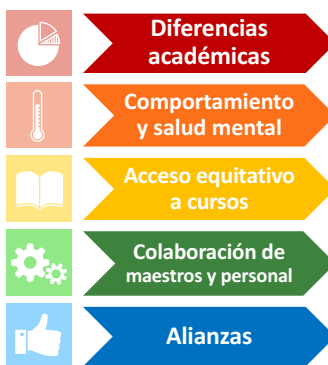 Diferencias
académicas
Comportamiento
y salud mental
Acceso equitativo
a cursos
Colaboración de
maestros y personal
Alianzas